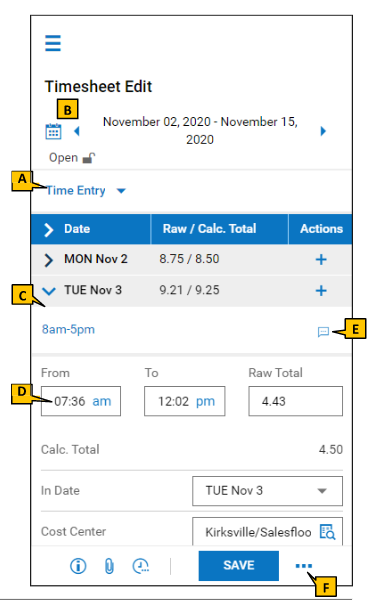 Timesheet Edit
B
November 02, 2020 - November 15,
2020
Open
A
Time Entry
Date Raw / Calc. Total Actions
MON Nov 2 8.75 / 8.50 +
C
TUE Nov 3 9.21 / 9.25 +
8am-5pm
E
From To Raw Total
D
07:36 am 12:02 pm 4.43
Calc. Total 4.50
In Date TUE Nov 3
Cost Center Kirksville/Salesfloo
SAVE
F